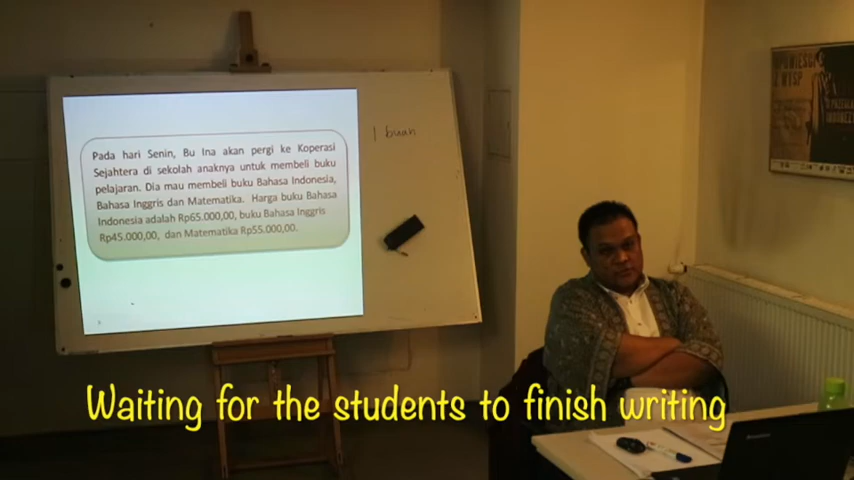 Pada hari Senin, Bu Ina akan pergi ke Koperasi
Sejahtera di sekolah anaknya untuk membeli buku
pelajaran. Dia mau membeli buku Bahasa Indonesia,
Bahasa Inggris dan Matematika. Harga buku Bahasa
Indonesia adalah Rp65.000,00, buku Bahasa Inggris
Rp45.000,00, dan Matematika Rp55.000,00.
1 buah
Waiting for the students to finish writing